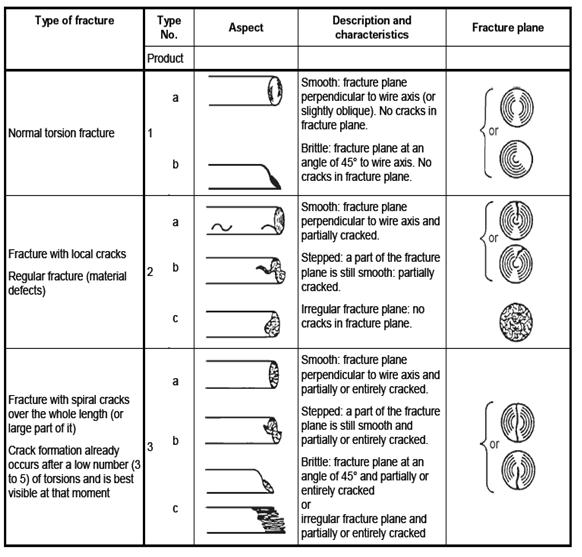 Type of fracture
Type
No.
Aspect
Description and
characteristics
Fracture plane
Product
Normal torsion fracture
1
a
Smooth: fracture plane
perpendicular to wire axis (or
slightly oblique). No cracks in
fracture plane.
b
Brittle: fracture plane at an
angle of 45° to wire axis. No
cracks in fracture plane.
or
Fracture with local cracks
Regular fracture (material
defects)
2
a
Smooth: fracture plane
perpendicular to wire axis and
partially cracked.
b
Stepped: a part of the fracture
plane is still smooth: partially
cracked.
or
c
Irregular fracture plane: no
cracks in fracture plane.
Fracture with spiral cracks
over the whole length (or
large part of it)
Crack formation already
occurs after a low number (3
to 5) of torsions and is best
visible at that moment
3
a
Smooth: fracture plane
perpendicular to wire axis and
partially or entirely cracked.
b
Stepped: a part of the fracture
plane is still smooth and
partially or entirely cracked.
c
Brittle: fracture plane at an
angle of 45° and partially or
entirely cracked
or
irregular fracture plane and
partially or entirely cracked
or